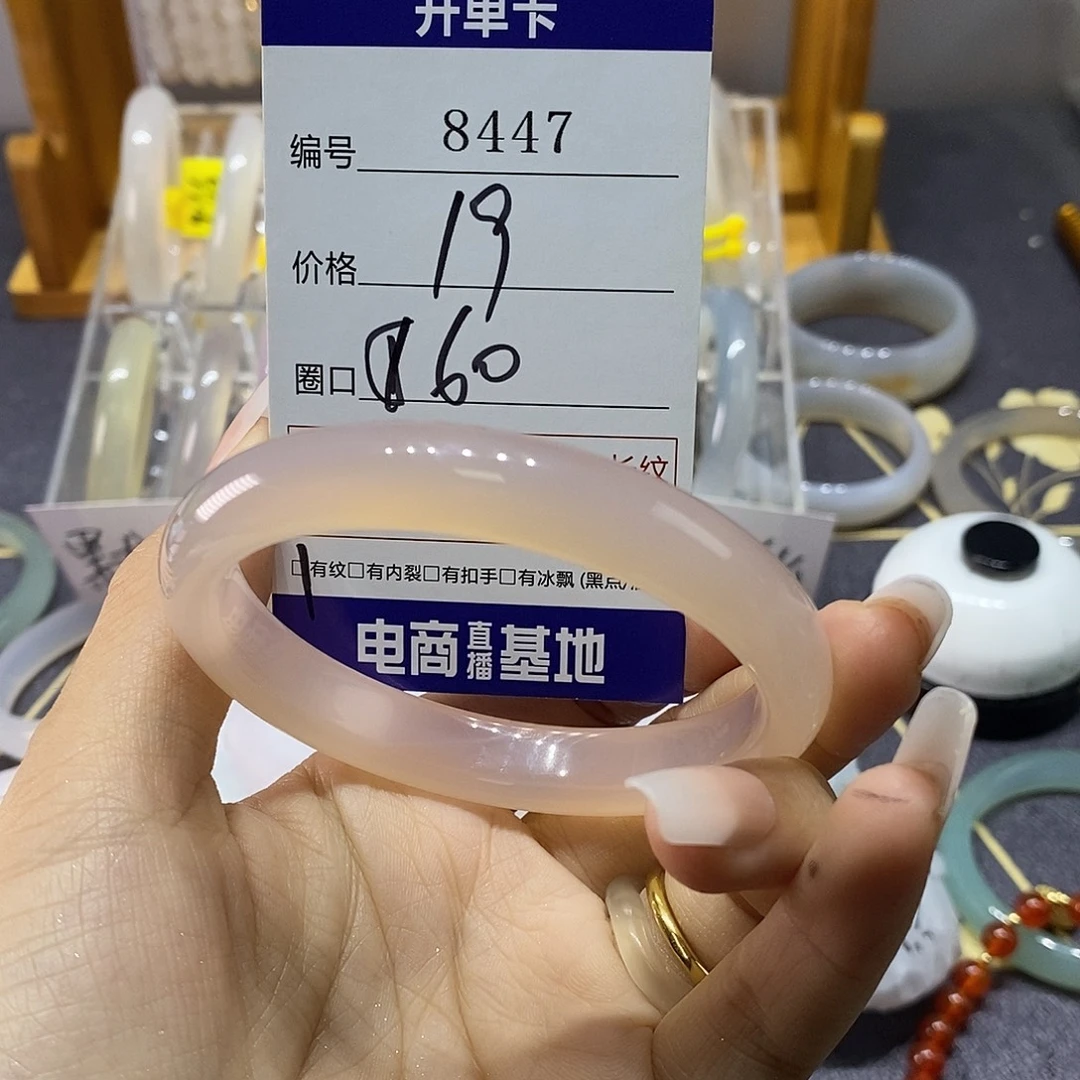 开单卡
编号 8447
价格 19
圈口 60
纹
□有纹□有内裂□有扣手□有冰飘(黑点)
电商直播基地